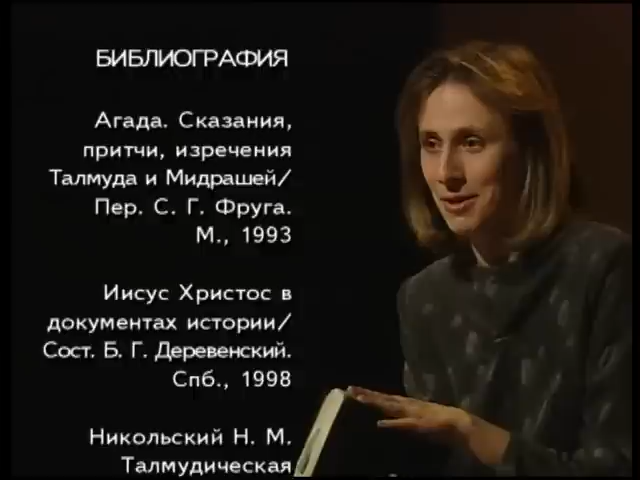 БИБЛИОГРАФИЯ
Агада. Сказания,
притчи, изречения
Талмуда и Мидрашей/
Пер. С. Г. Фруга.
М., 1993
Иисус Христос в
документах истории/
Сост. Б. Г. Деревенский.
Спб., 1998
Никольский Н. М.
Талмудическая